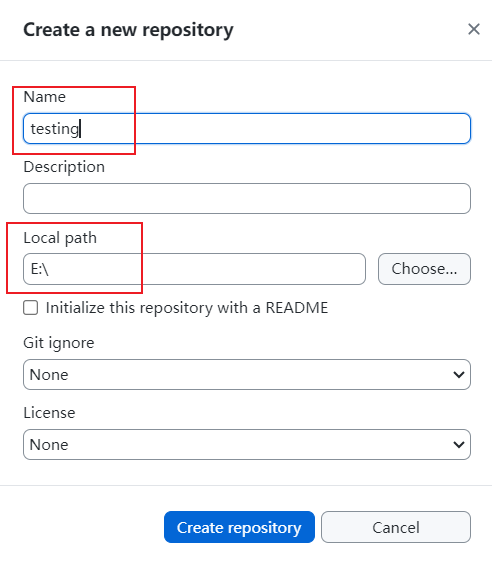 Create a new repository
Name
testing
Description
Local path
E:\
Choose...
Initialize this repository with a README
Git ignore
None
License
None
Create repository
Cancel